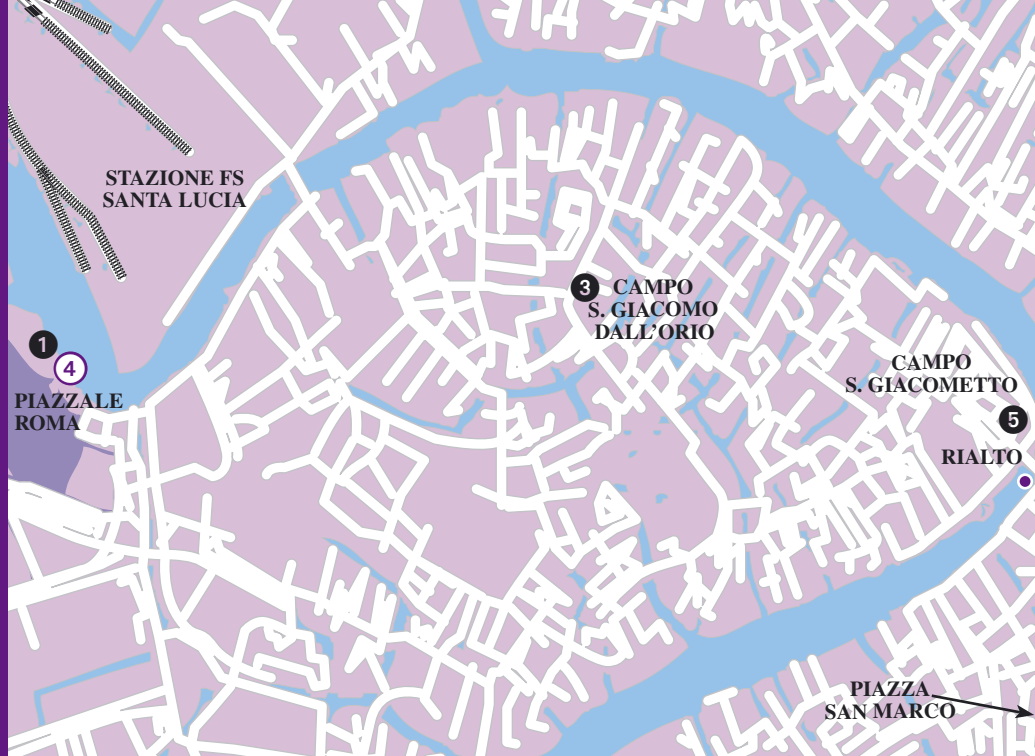 STAZIONE FS
SANTA LUCIA
3
CAMPO
S. GIACOMO
DALL'ORIO
1
4
PIAZZALE
ROMA
CAMPO
S. GIACOMETTO
5
RIALTO
PIAZZA
SAN MARCO